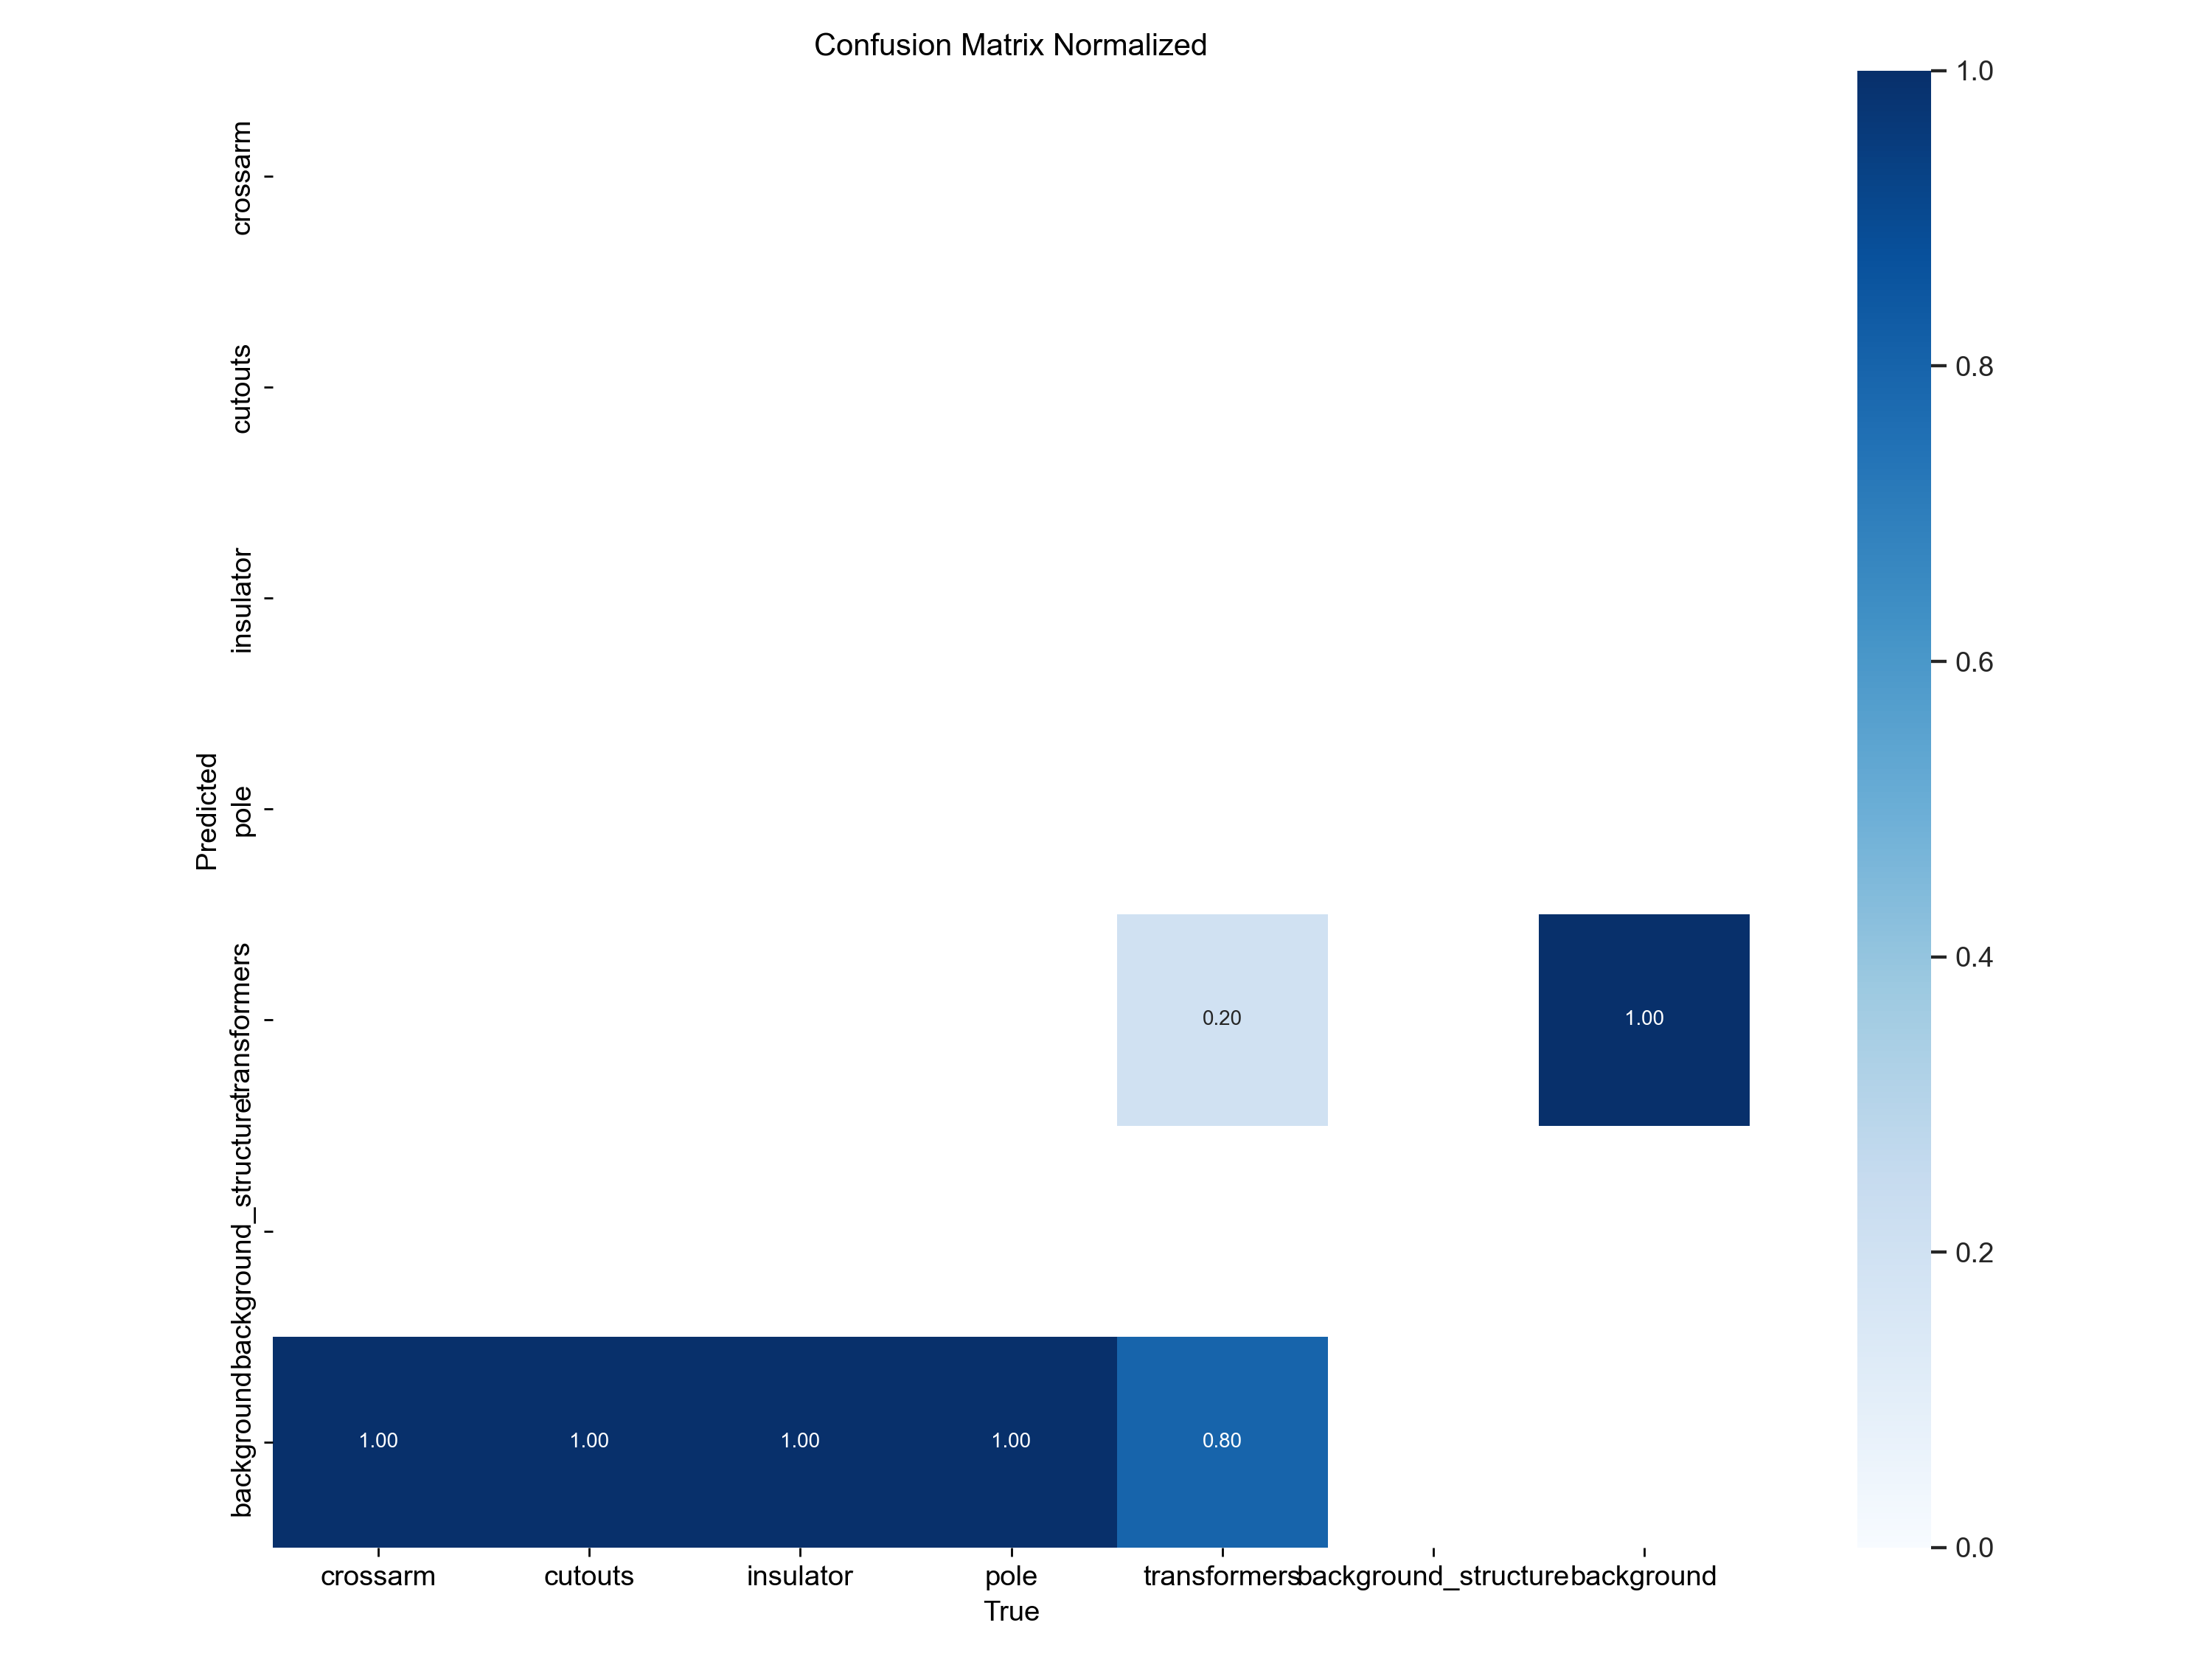 Confusion Matrix Normalized
Predicted
crossarm
cutouts
insulator
pole
transformers
background_structure
background
0.20
1.00
1.00
1.00
1.00
1.00
0.80
crossarm
cutouts
insulator
pole
transformers
background_structure
background
True
1.0
0.8
0.6
0.4
0.2
0.0